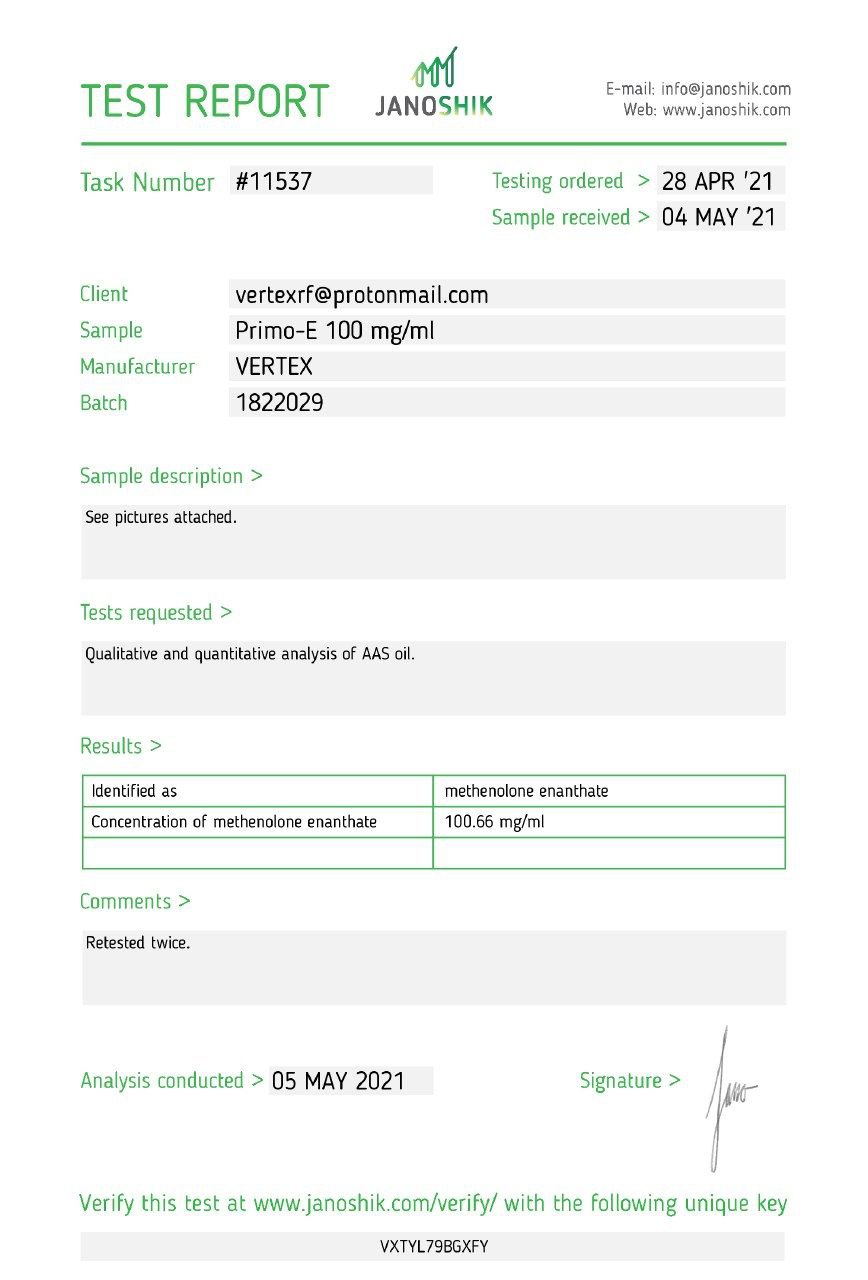 TEST REPORT
JANOSHIK
E-mail: info@janoshik.com
Web: www.janoshik.com
Task Number #11537
Testing ordered > 28 APR '21
Sample received > 04 MAY '21
Client vertexrf@protonmail.com
Sample Primo-E 100 mg/ml
Manufacturer VERTEX
Batch 1822029
Sample description >
See pictures attached.
Tests requested >
Qualitative and quantitative analysis of AAS oil.
Results >
Identified as methenolone enanthate
Concentration of methenolone enanthate 100.66 mg/ml
Comments >
Retested twice.
Analysis conducted > 05 MAY 2021
Signature > Jano
Verify this test at www.janoshik.com/verify/ with the following unique key
VXTYL79BGXFY